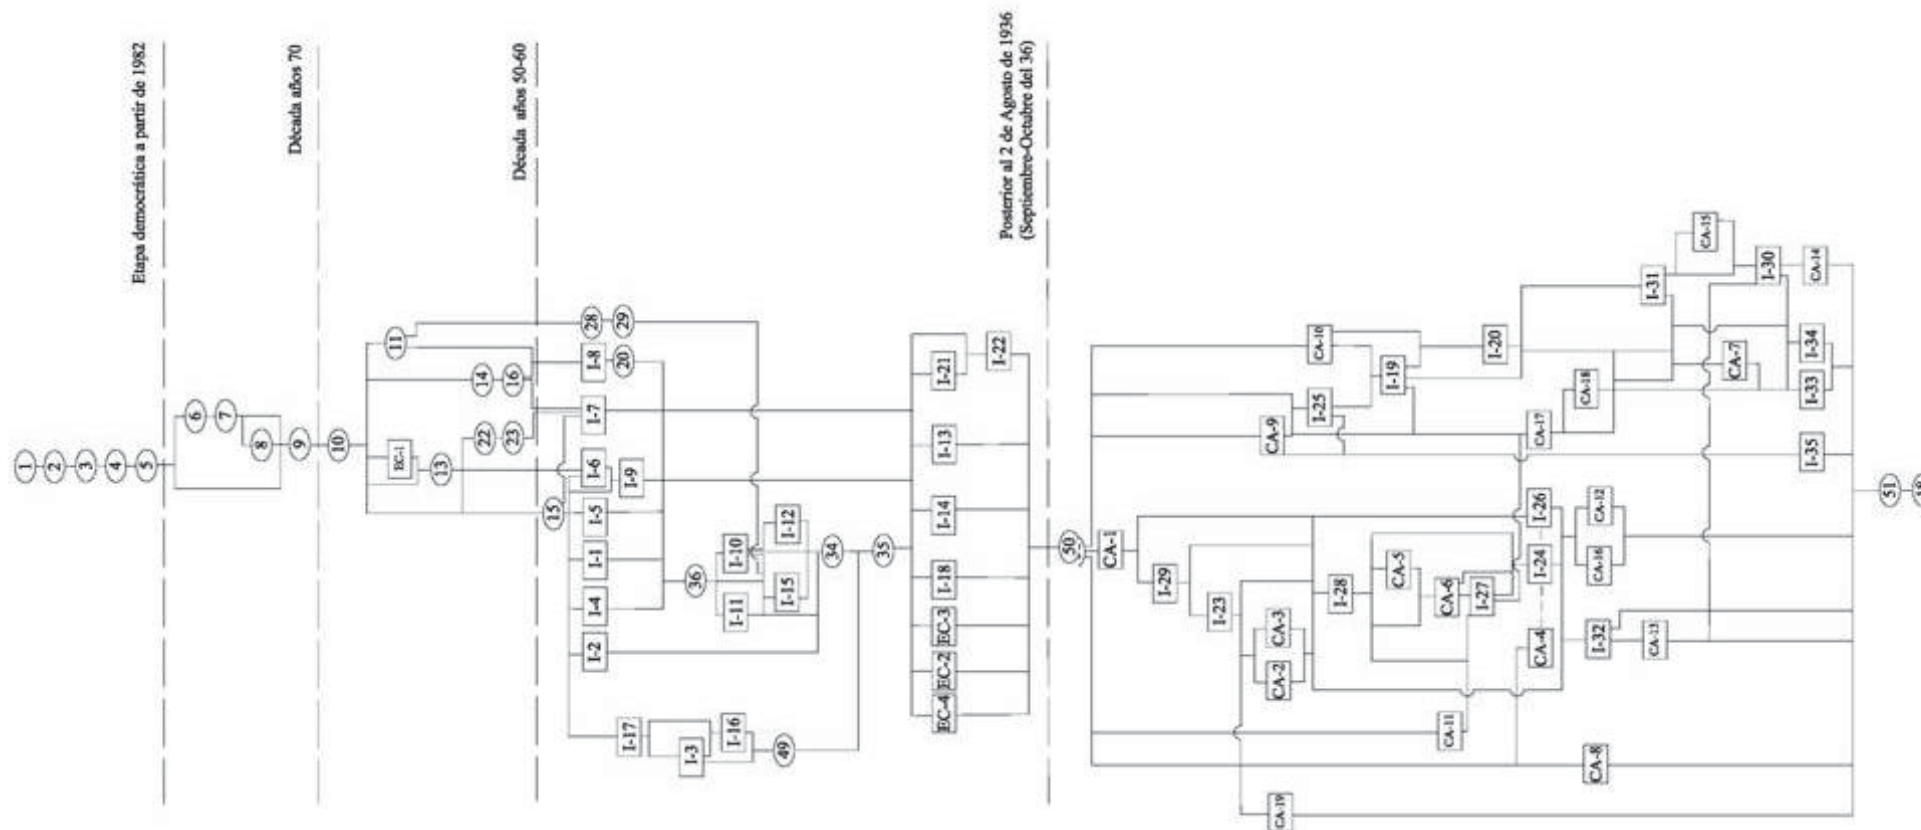 Etapa democrática a partir de 1982
Década años 70
Década años 50-60
Posterior al 2 de Agosto de 1936
(Septiembre-Octubre del 36)
1
2
3
4
5
6
7
8
9
10
11
EC-1
13
14
16
22
23
15
28
29
I-8
20
I-7
I-6
I-9
I-5
I-1
I-4
I-2
I-17
I-3
I-16
49
36
I-10
I-12
I-11
I-15
34
35
I-21
I-22
I-13
I-14
I-18
EC-3
EC-2
EC-4
50
CA-1
I-29
I-23
CA-3
CA-2
CA-19
CA-9
I-25
CA-10
I-19
I-20
I-28
CA-5
CA-6
I-27
CA-11
CA-17
CA-18
I-26
I-24
CA-4
CA-12
CA-16
I-32
CA-13
CA-8
I-31
CA-15
I-30
CA-14
CA-7
I-34
I-33
I-35
51